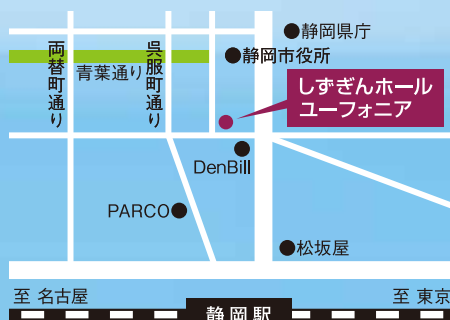 静岡県庁
静岡市役所
両替町通り
呉服町通り
青葉通り
しずぎんホール
ユーフォニア
DenBill
PARCO
松坂屋
至 名古屋
至 東京
静岡駅